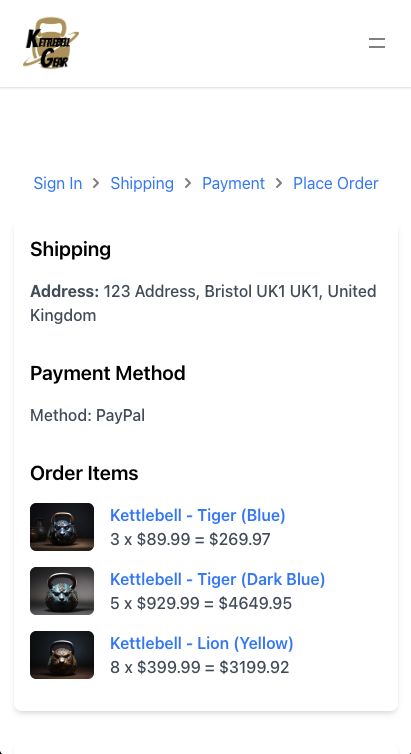 KETTLEBELL
GEAR
Sign In > Shipping > Payment > Place Order
Shipping
Address: 123 Address, Bristol UK1 UK1, United
Kingdom
Payment Method
Method: PayPal
Order Items
Kettlebell - Tiger (Blue)
3 x $89.99 = $269.97
Kettlebell - Tiger (Dark Blue)
5 x $929.99 = $4649.95
Kettlebell - Lion (Yellow)
8 x $399.99 = $3199.92